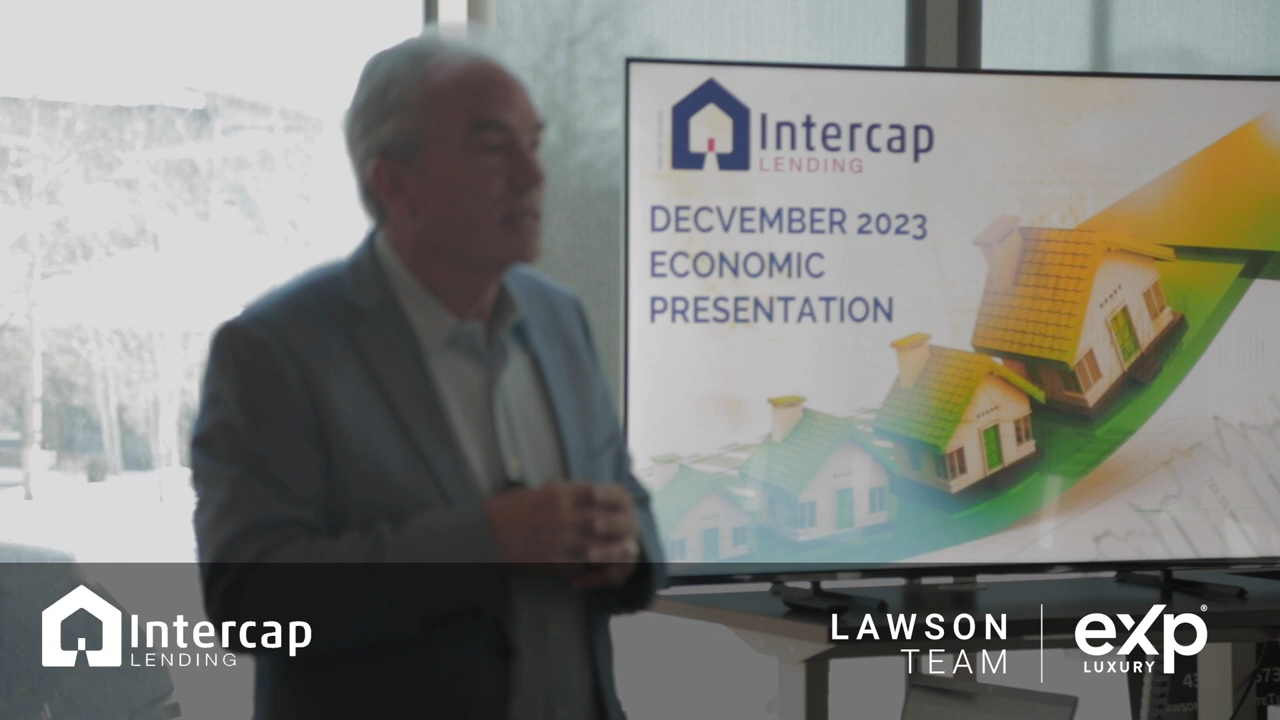 Intercap
LENDING
DECVEMBER 2023
ECONOMIC
PRESENTATION
Intercap
LENDING
LAWSON
TEAM
eXp®
LUXURY